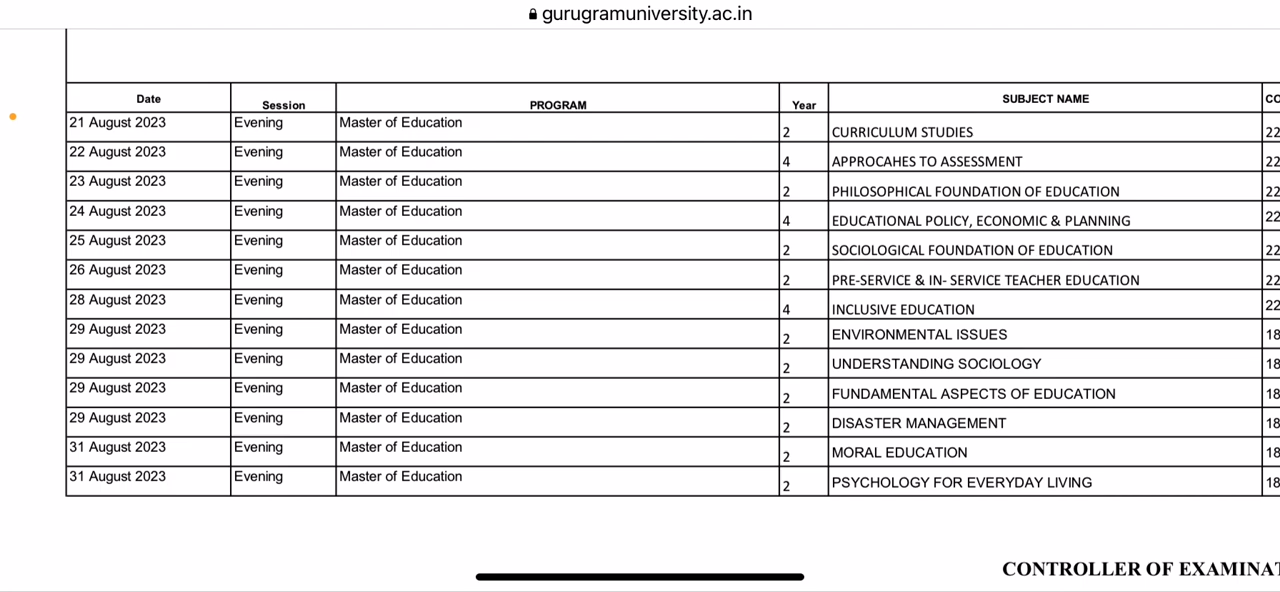 gurugramuniversity.ac.in
Date Session PROGRAM Year SUBJECT NAME CO
21 August 2023 Evening Master of Education 2 CURRICULUM STUDIES 22
22 August 2023 Evening Master of Education 4 APPROCAHES TO ASSESSMENT 22
23 August 2023 Evening Master of Education 2 PHILOSOPHICAL FOUNDATION OF EDUCATION 22
24 August 2023 Evening Master of Education 4 EDUCATIONAL POLICY, ECONOMIC & PLANNING 22
25 August 2023 Evening Master of Education 2 SOCIOLOGICAL FOUNDATION OF EDUCATION 22
26 August 2023 Evening Master of Education 2 PRE-SERVICE & IN- SERVICE TEACHER EDUCATION 22
28 August 2023 Evening Master of Education 4 INCLUSIVE EDUCATION 22
29 August 2023 Evening Master of Education 2 ENVIRONMENTAL ISSUES 18
29 August 2023 Evening Master of Education 2 UNDERSTANDING SOCIOLOGY 18
29 August 2023 Evening Master of Education 2 FUNDAMENTAL ASPECTS OF EDUCATION 18
29 August 2023 Evening Master of Education 2 DISASTER MANAGEMENT 18
31 August 2023 Evening Master of Education 2 MORAL EDUCATION 18
31 August 2023 Evening Master of Education 2 PSYCHOLOGY FOR EVERYDAY LIVING 18
CONTROLLER OF EXAMINAT